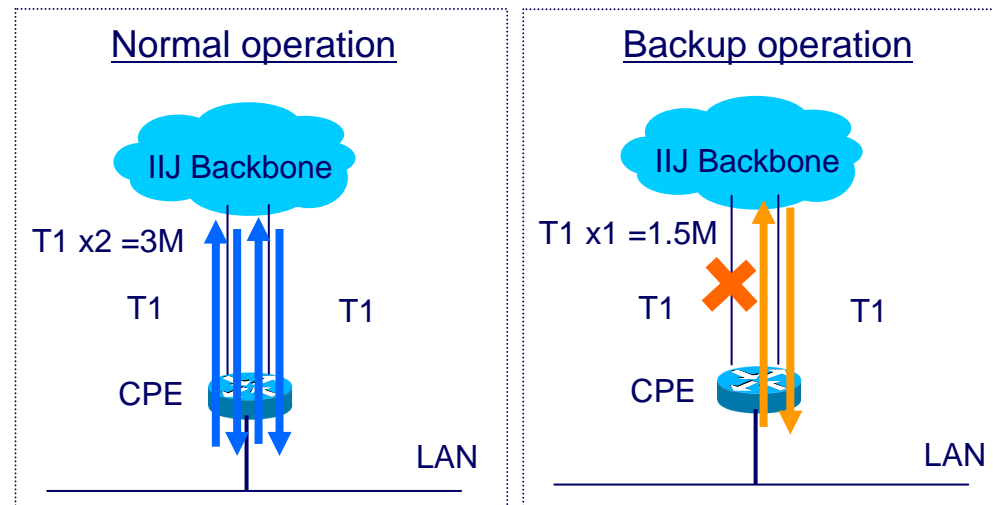 Normal operation
IIJ Backbone
T1 x2 =3M
T1
T1
CPE
LAN
Backup operation
IIJ Backbone
T1 x1 =1.5M
T1
T1
CPE
LAN